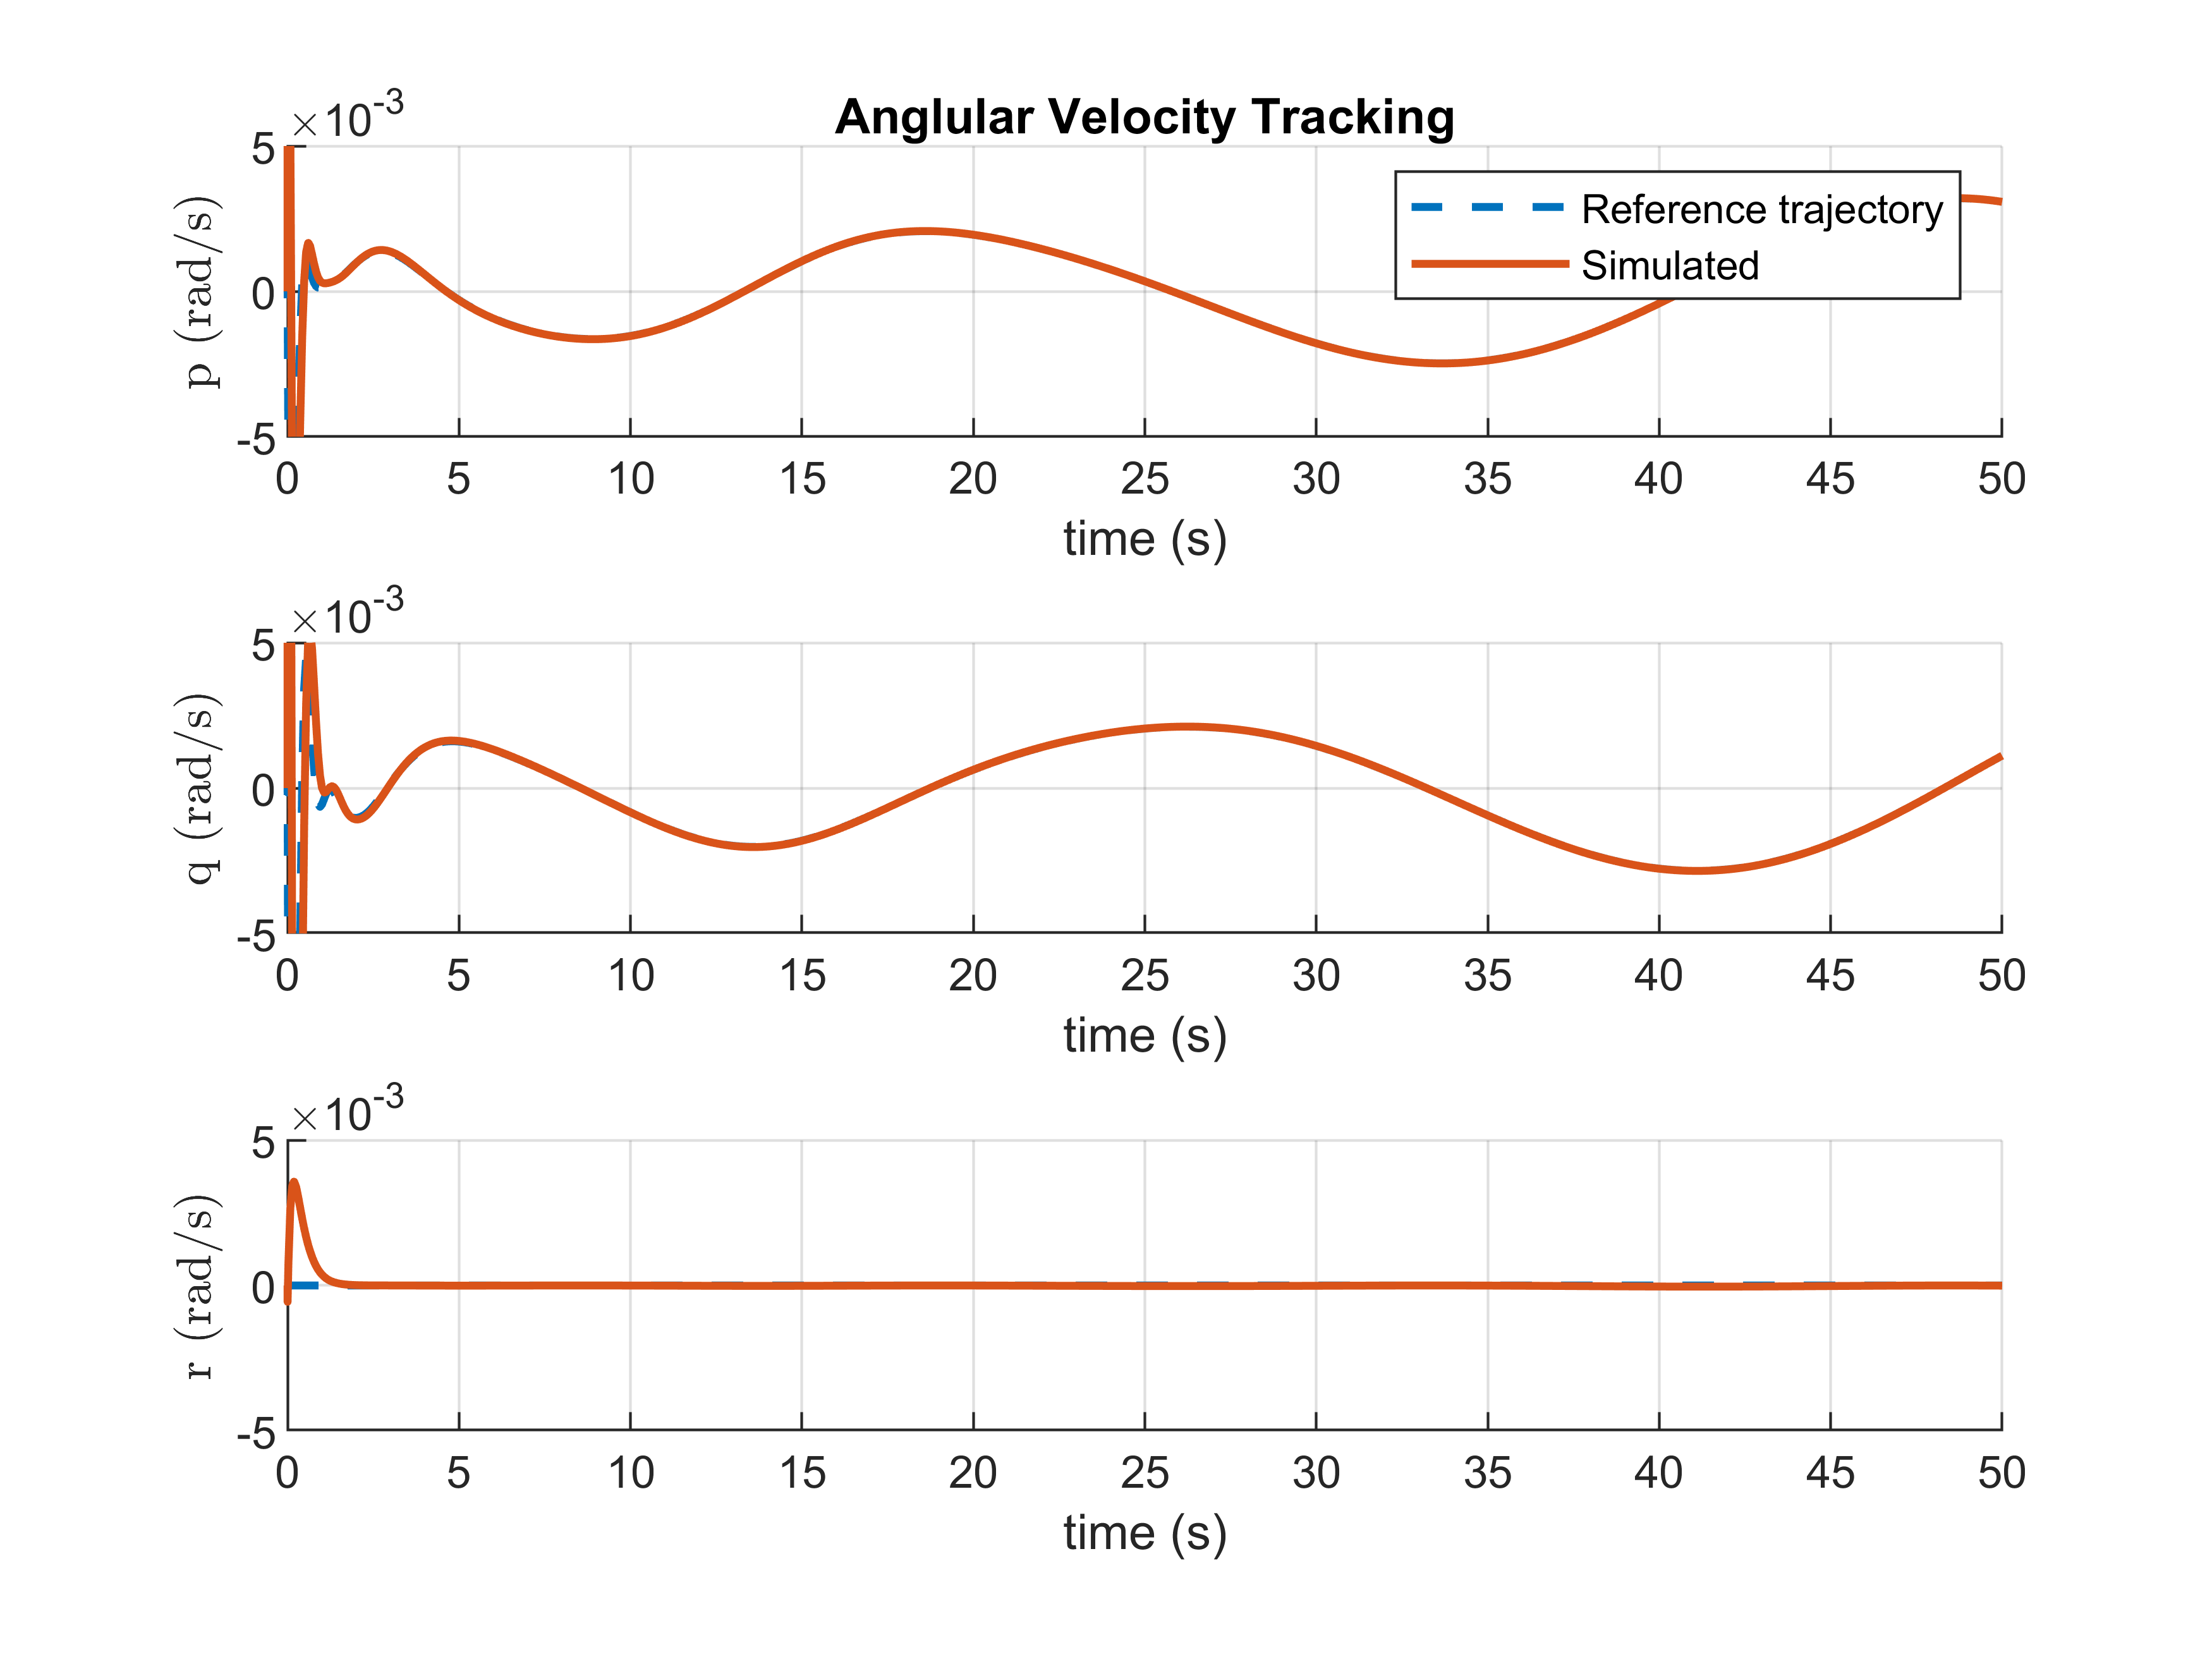 Anglular Velocity Tracking
×10-3
5
0
-5
p (rad/s)
Reference trajectory
Simulated
0 5 10 15 20 25 30 35 40 45 50
time (s)
×10-3
5
0
-5
q (rad/s)
0 5 10 15 20 25 30 35 40 45 50
time (s)
×10-3
5
0
-5
r (rad/s)
0 5 10 15 20 25 30 35 40 45 50
time (s)